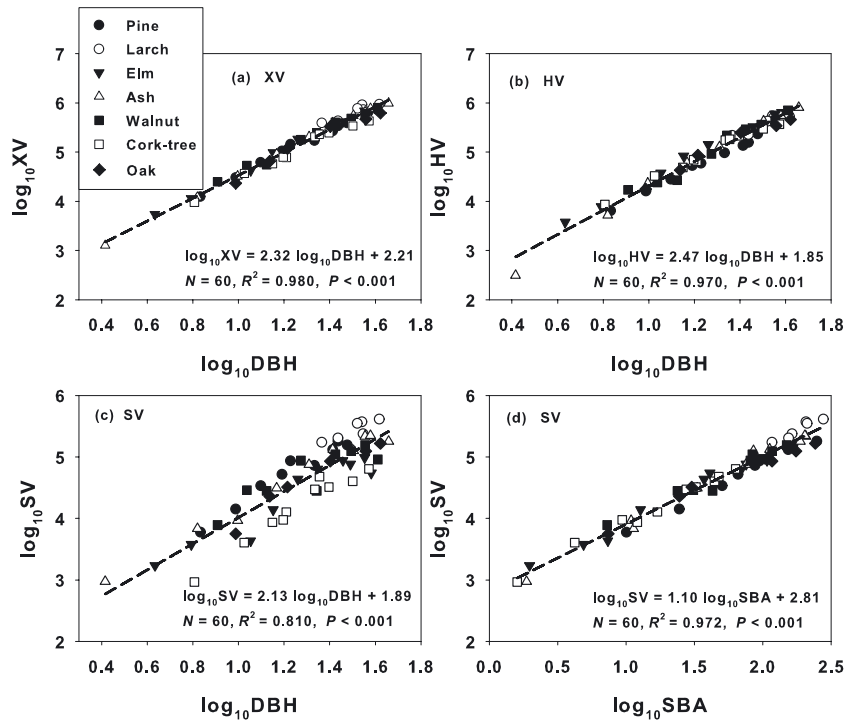 Pine
Larch
Elm
Ash
Walnut
Cork-tree
Oak
(a) XV
log₁₀XV
7
6
5
4
3
2
log₁₀XV = 2.32 log₁₀DBH + 2.21
N = 60, R² = 0.980, P < 0.001
0.4 0.6 0.8 1.0 1.2 1.4 1.6 1.8
log₁₀DBH
(b) HV
log₁₀HV
7
6
5
4
3
2
log₁₀HV = 2.47 log₁₀DBH + 1.85
N = 60, R² = 0.970, P < 0.001
0.4 0.6 0.8 1.0 1.2 1.4 1.6 1.8
log₁₀DBH
(c) SV
log₁₀SV
6
5
4
3
2
log₁₀SV = 2.13 log₁₀DBH + 1.89
N = 60, R² = 0.810, P < 0.001
0.4 0.6 0.8 1.0 1.2 1.4 1.6 1.8
log₁₀DBH
(d) SV
log₁₀SV
6
5
4
3
2
log₁₀SV = 1.10 log₁₀SBA + 2.81
N = 60, R² = 0.972, P < 0.001
0.0 0.5 1.0 1.5 2.0 2.5
log₁₀SBA